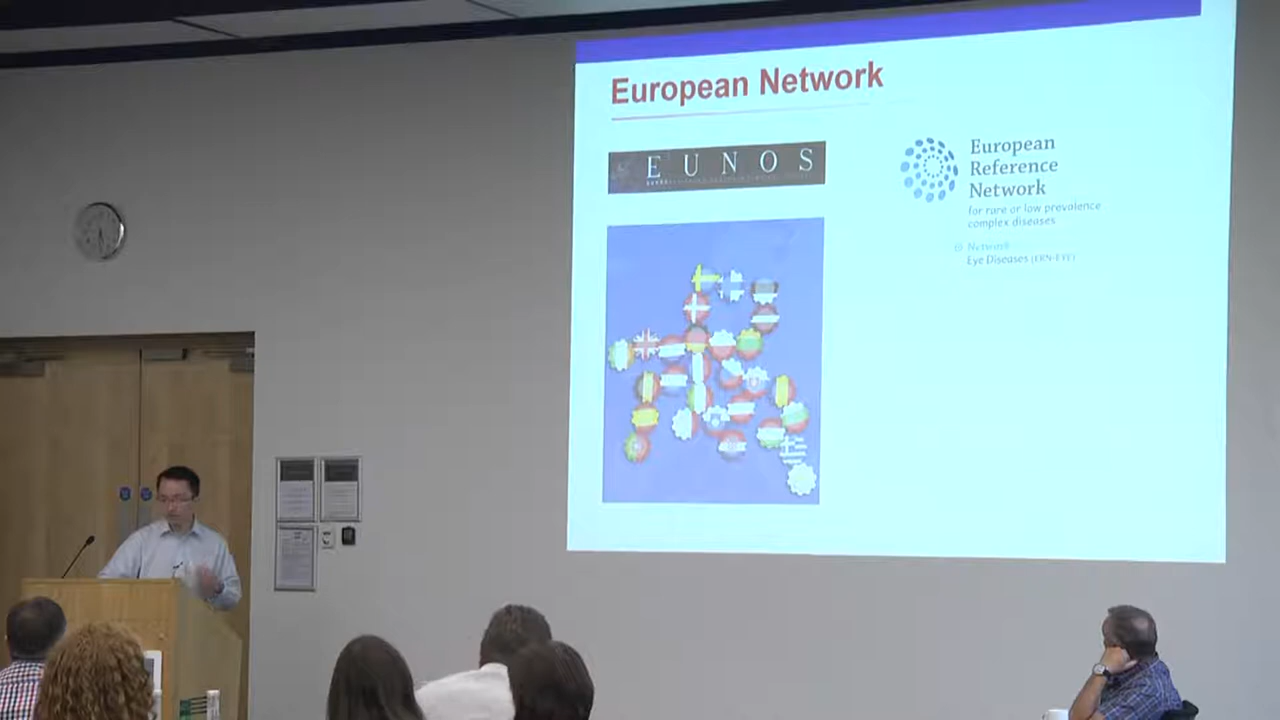 European Network
EUNOS
European
Reference
Network
for rare or low prevalence
complex diseases
Network
Eye Diseases (ERN-EYE)